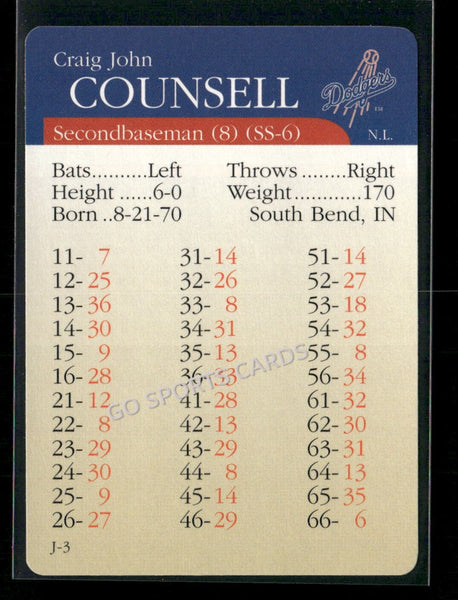 Craig John
COUNSELL
Dodgers
TM
Secondbaseman (8) (SS-6) N.L.
Bats..........Left Throws ........Right
Height ......6-0 Weight............170
Born ..8-21-70 South Bend, IN
11- 7 31-14 51-14
12-25 32-26 52-27
13-36 33- 8 53-18
14-30 34-31 54-32
15- 9 35-13 55- 8
16-28 36-33 56-34
21-12 41-28 61-32
22- 8 42-13 62-30
23-29 43-29 63-31
24-30 44- 8 64-13
25- 9 45-14 65-35
26-27 46-29 66- 6
J-3
GO SPORTS CARDS